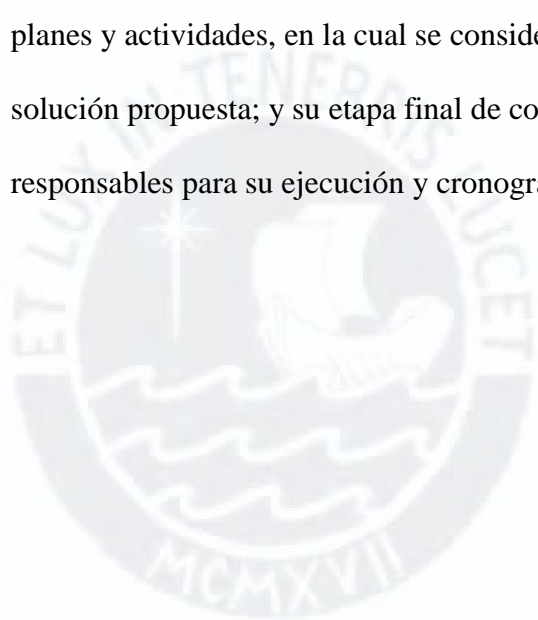 planes y actividades, en la cual se conside
solución propuesta; y su etapa final de co
responsables para su ejecución y cronogra
ET LUX IN TENEBRIS LUCET
MCMXVII